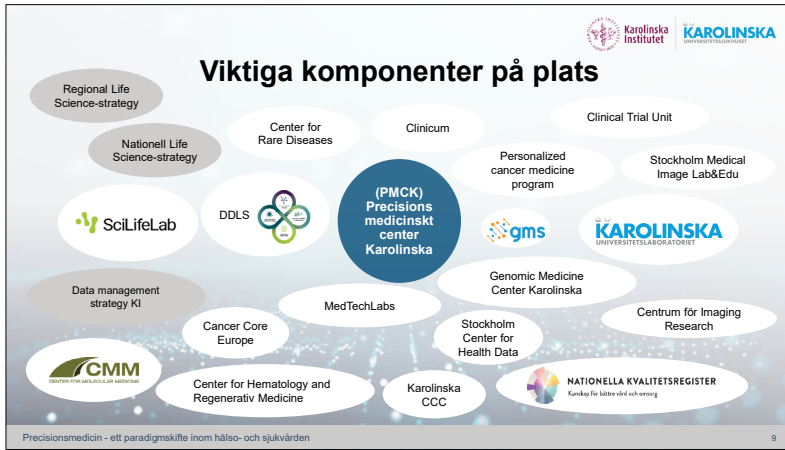 Karolinska
Institutet
KAROLINSKA
UNIVERSITETSSJUKHUSET
Viktiga komponenter på plats
Regional Life
Science-strategy
Nationell Life
Science-strategy
Center for
Rare Diseases
Clinicum
Clinical Trial Unit
Personalized
cancer medicine
program
Stockholm Medical
Image Lab&Edu
SciLifeLab
DDLS
(PMCK)
Precisions
medicinskt
center
Karolinska
gms
KAROLINSKA
UNIVERSITETSLABORATORIET
Data management
strategy KI
MedTechLabs
Genomic Medicine
Center Karolinska
Cancer Core
Europe
Stockholm
Center for
Health Data
Centrum för Imaging
Research
CMM
CENTER FOR MOLECULAR MEDICINE
Center for Hematology and
Regenerativ Medicine
Karolinska
CCC
NATIONELLA KVALITETSREGISTER
Kunskap för bättre vård och omsorg
Precisionsmedicin - ett paradigmskifte inom hälso- och sjukvården
9